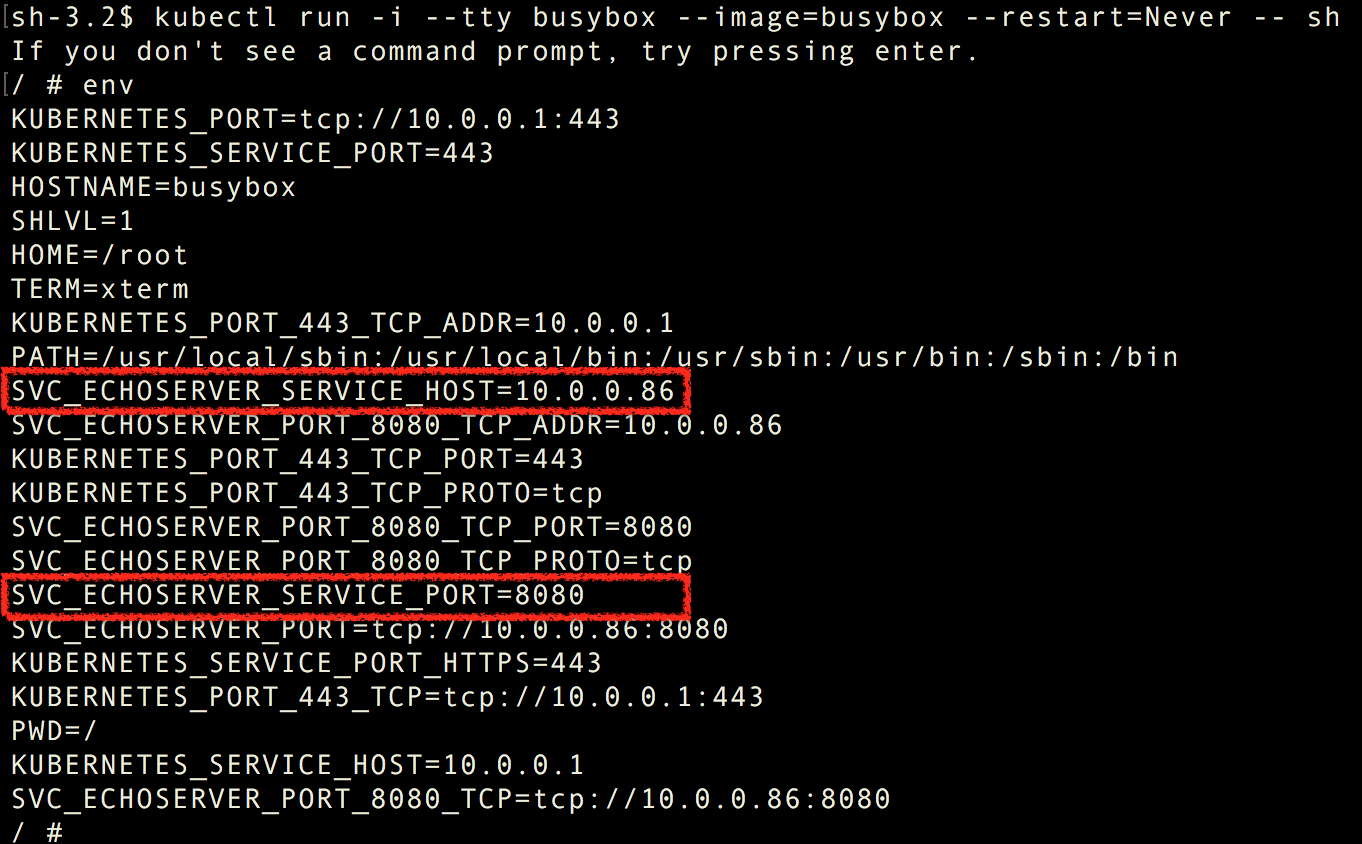 [sh-3.2$ kubectl run -i --tty busybox --image=busybox --restart=Never -- sh
If you don't see a command prompt, try pressing enter.
[/ # env
KUBERNETES_PORT=tcp://10.0.0.1:443
KUBERNETES_SERVICE_PORT=443
HOSTNAME=busybox
SHLVL=1
HOME=/root
TERM=xterm
KUBERNETES_PORT_443_TCP_ADDR=10.0.0.1
PATH=/usr/local/sbin:/usr/local/bin:/usr/sbin:/usr/bin:/sbin:/bin
SVC_ECHOSERVER_SERVICE_HOST=10.0.0.86
SVC_ECHOSERVER_PORT_8080_TCP_ADDR=10.0.0.86
KUBERNETES_PORT_443_TCP_PORT=443
KUBERNETES_PORT_443_TCP_PROTO=tcp
SVC_ECHOSERVER_PORT_8080_TCP_PORT=8080
SVC_ECHOSERVER_PORT_8080_TCP_PROTO=tcp
SVC_ECHOSERVER_SERVICE_PORT=8080
SVC_ECHOSERVER_PORT=tcp://10.0.0.86:8080
KUBERNETES_SERVICE_PORT_HTTPS=443
KUBERNETES_PORT_443_TCP=tcp://10.0.0.1:443
PWD=/
KUBERNETES_SERVICE_HOST=10.0.0.1
SVC_ECHOSERVER_PORT_8080_TCP=tcp://10.0.0.86:8080
/ #